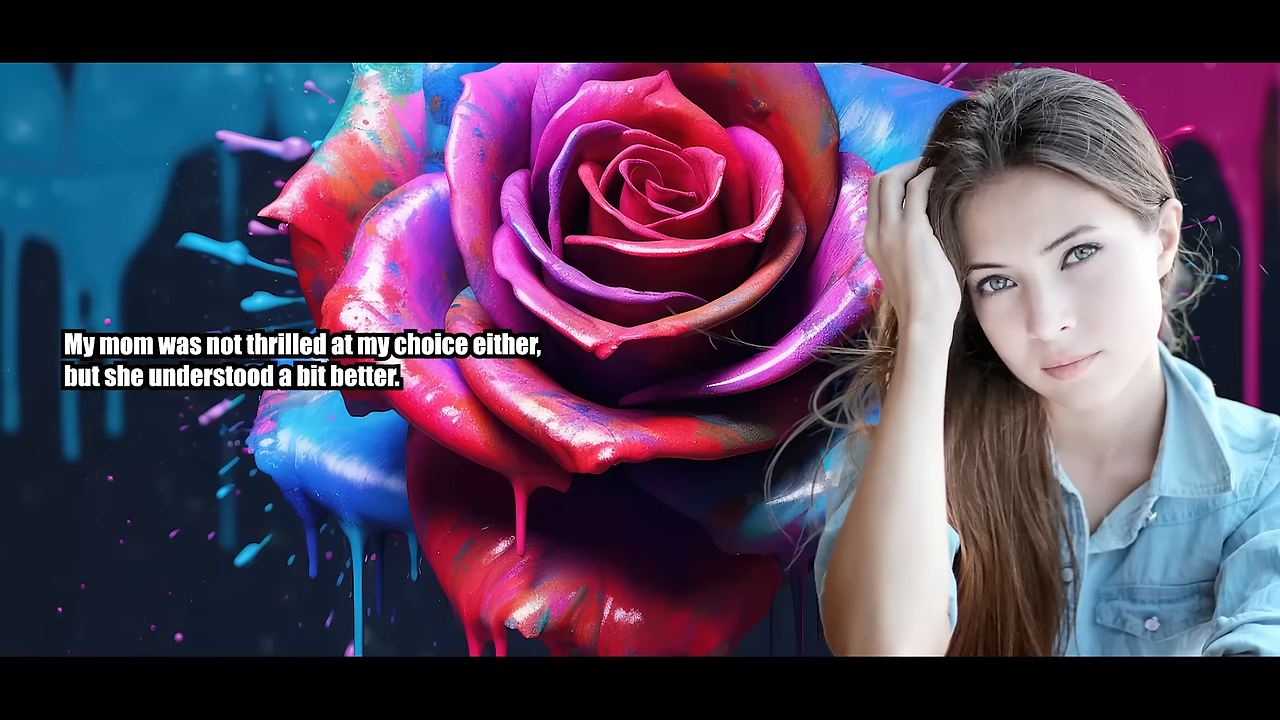 My mom was not thrilled at my choice either,
but she understood a bit better.